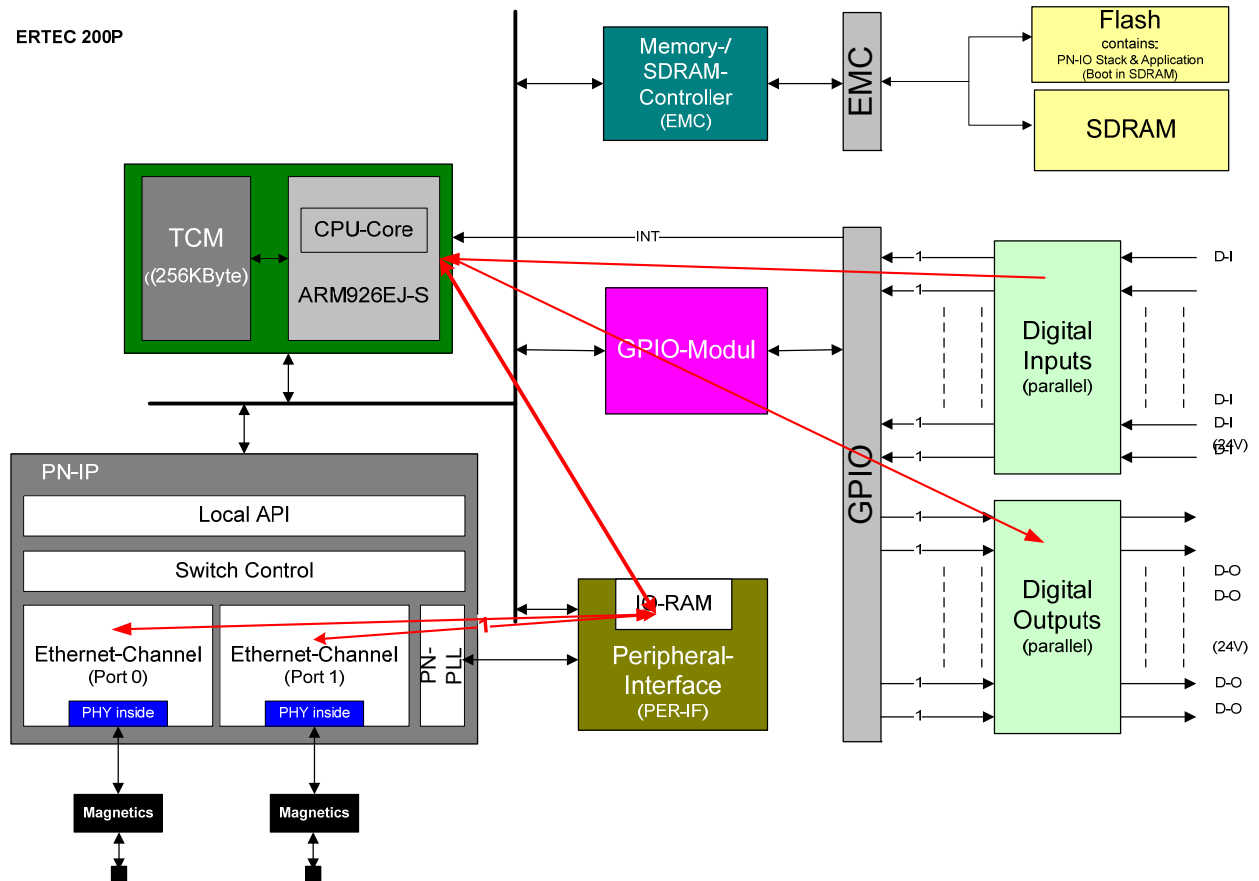 ERTEC 200P
Memory-/
SDRAM-
Controller
(EMC)
EMC
Flash
contains:
PN-IO Stack & Application
(Boot in SDRAM)
SDRAM
TCM
((256KByte)
CPU-Core
ARM926EJ-S
INT
GPIO-Modul
GPIO
1
1
1
1
Digital
Inputs
(parallel)
D-I
D-I
D-I
(24V)
D-I
PN-IP
Local API
Switch Control
Ethernet-Channel
(Port 0)
PHY inside
Ethernet-Channel
(Port 1)
PHY inside
PN-
PLL
1
IO-RAM
Peripheral-
Interface
(PER-IF)
1
1
1
1
Digital
Outputs
(parallel)
D-O
D-O
(24V)
D-O
D-O
Magnetics
Magnetics